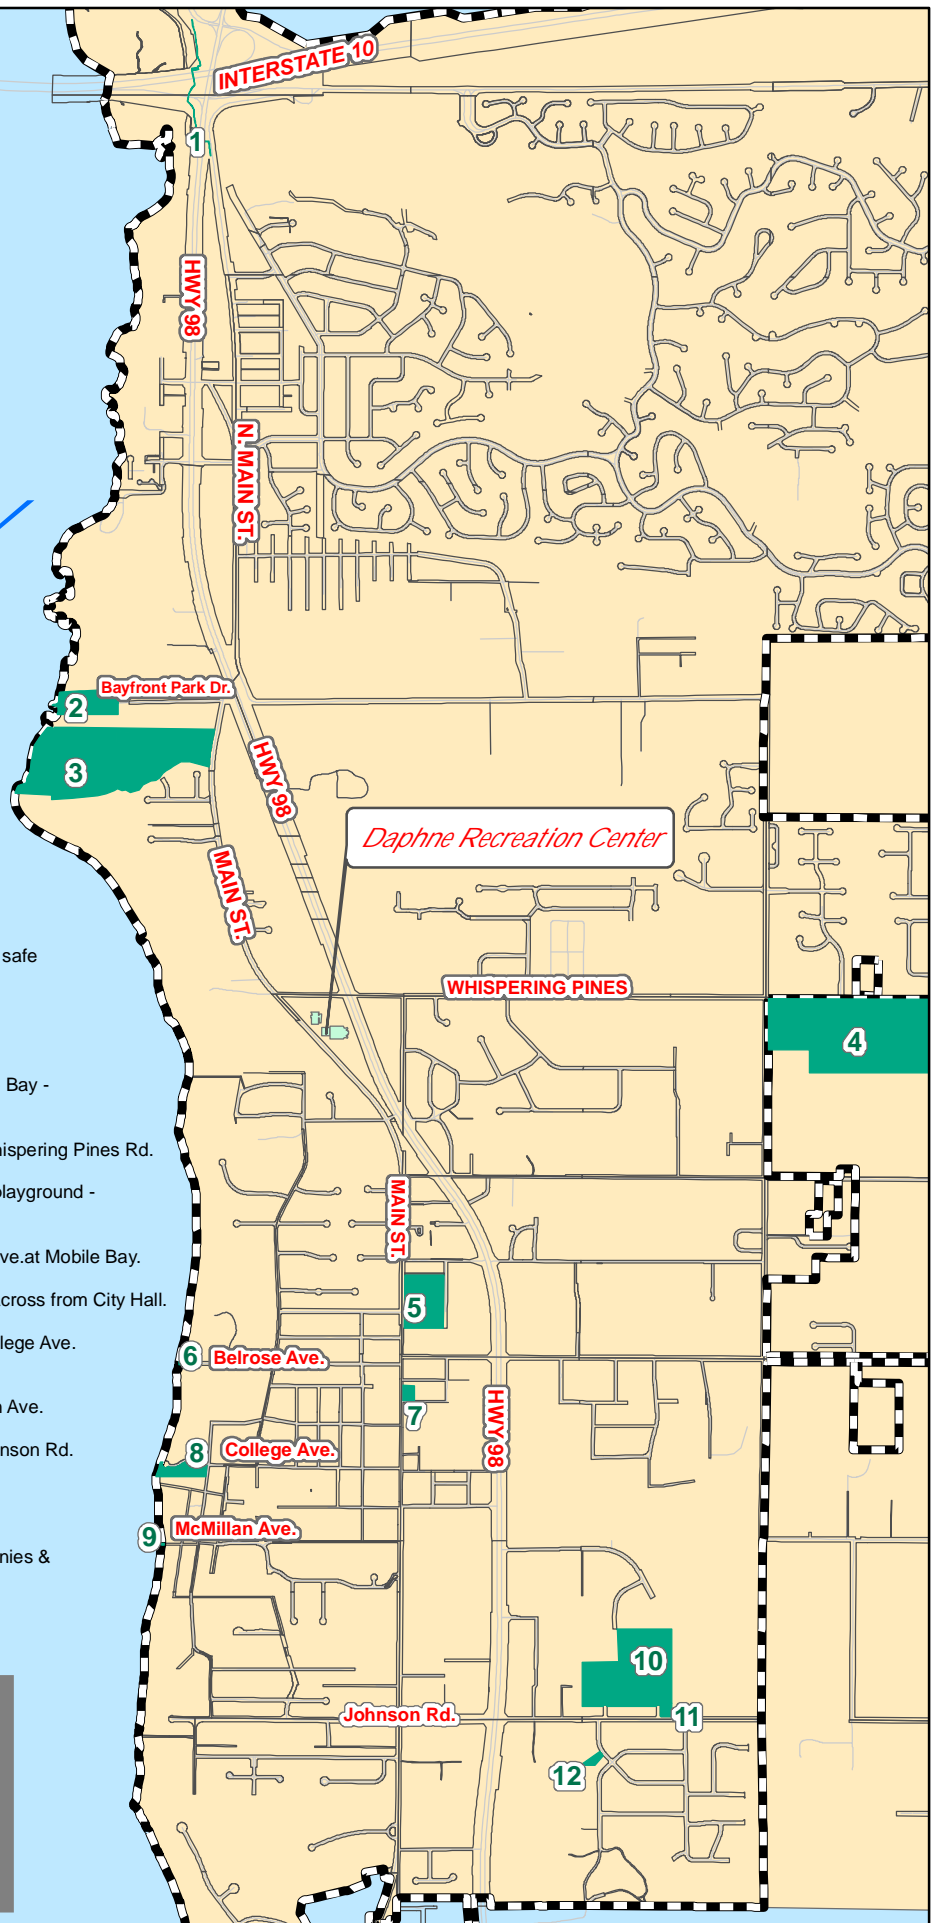 INTERSTATE 10
1
HWY 98
N. MAIN ST.
Bayfront Park Dr.
2
3
HWY 98
Daphne Recreation Center
MAIN ST.
safe
WHISPERING PINES
4
Bay -
hispering Pines Rd.
playground -
MAIN ST.
ve.at Mobile Bay.
across from City Hall.
5
llege Ave.
6
Belrose Ave.
7
HWY 98
n Ave.
8
College Ave.
nson Rd.
9
McMillan Ave.
nies &
10
Johnson Rd.
11
12